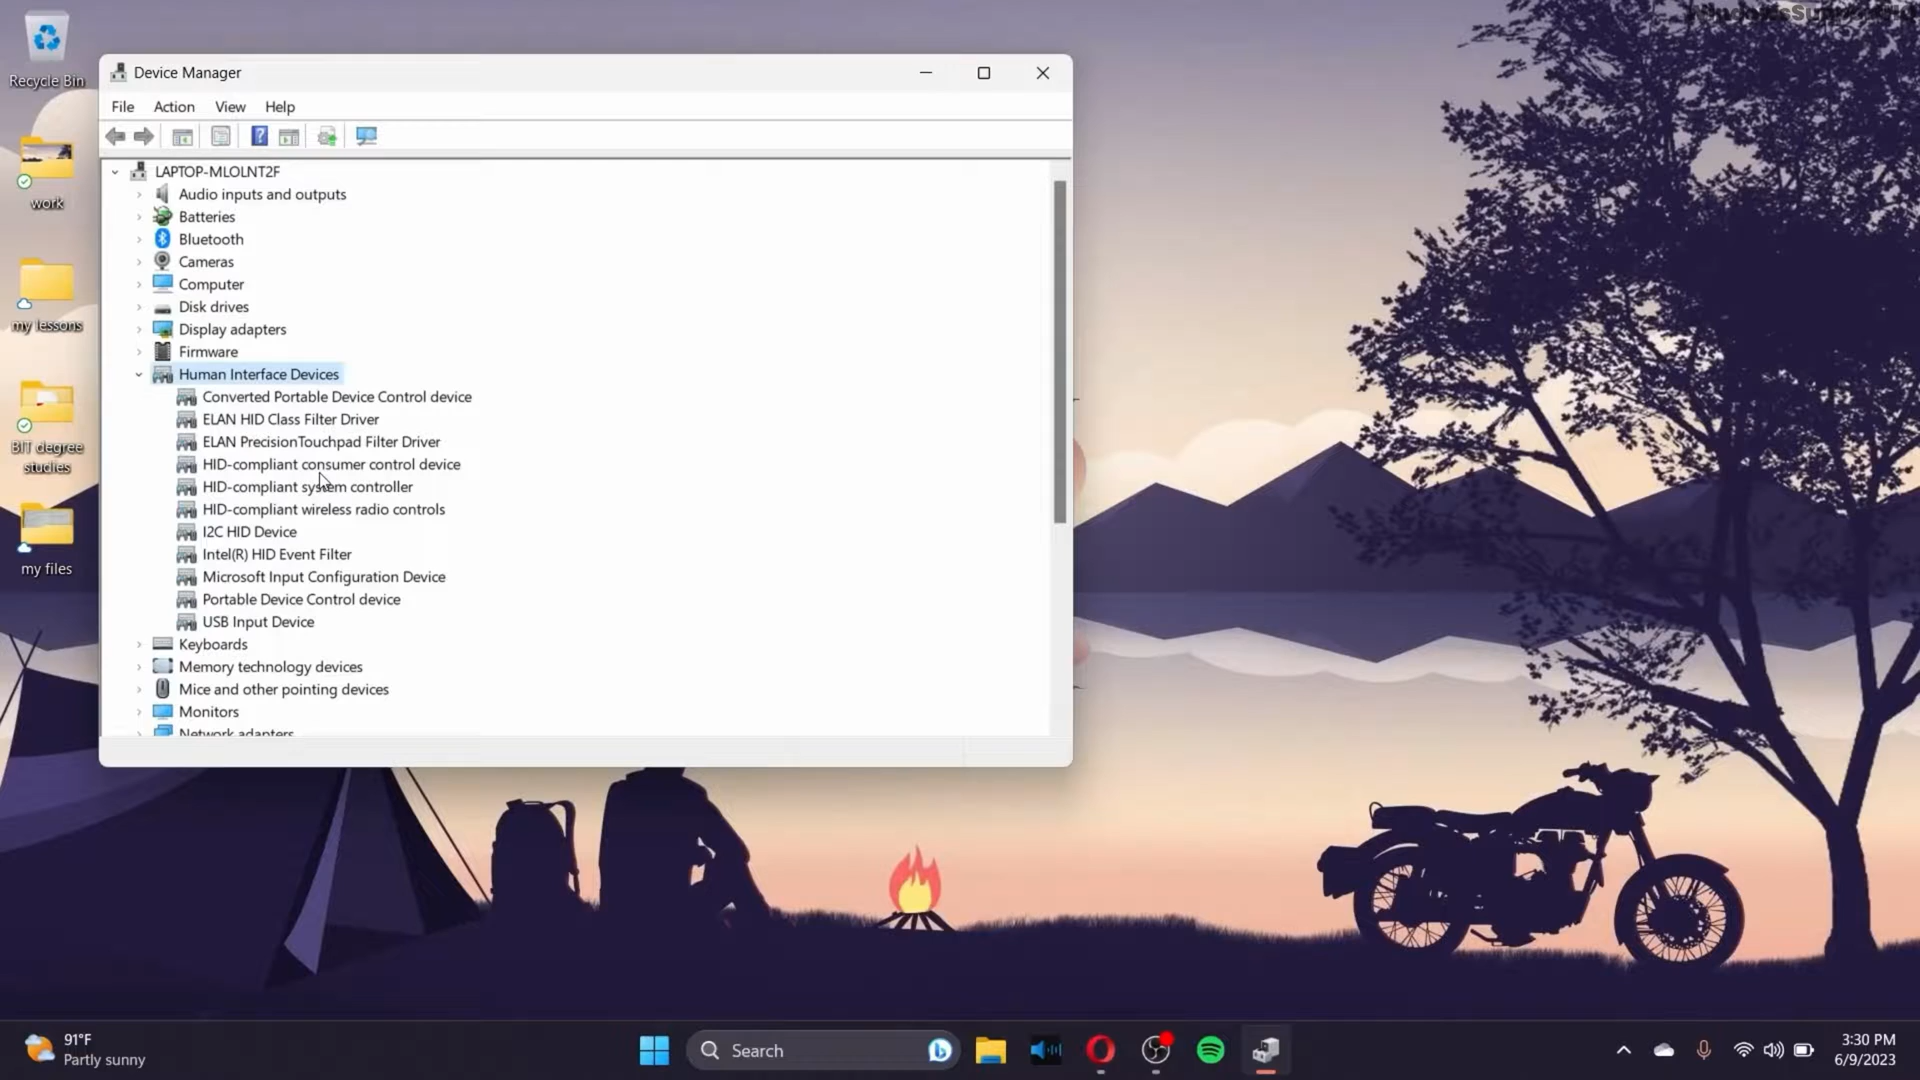 Recycle Bin
work
my lessons
BIT degree
studies
my files
Device Manager
File Action View Help
LAPTOP-MLOLNT2F
Audio inputs and outputs
Batteries
Bluetooth
Cameras
Computer
Disk drives
Display adapters
Firmware
Human Interface Devices
Converted Portable Device Control device
ELAN HID Class Filter Driver
ELAN PrecisionTouchpad Filter Driver
HID-compliant consumer control device
HID-compliant system controller
HID-compliant wireless radio controls
I2C HID Device
Intel(R) HID Event Filter
Microsoft Input Configuration Device
Portable Device Control device
USB Input Device
Keyboards
Memory technology devices
Mice and other pointing devices
Monitors
Network adapters
91°F
Partly sunny
Search
3:30 PM
6/9/2023